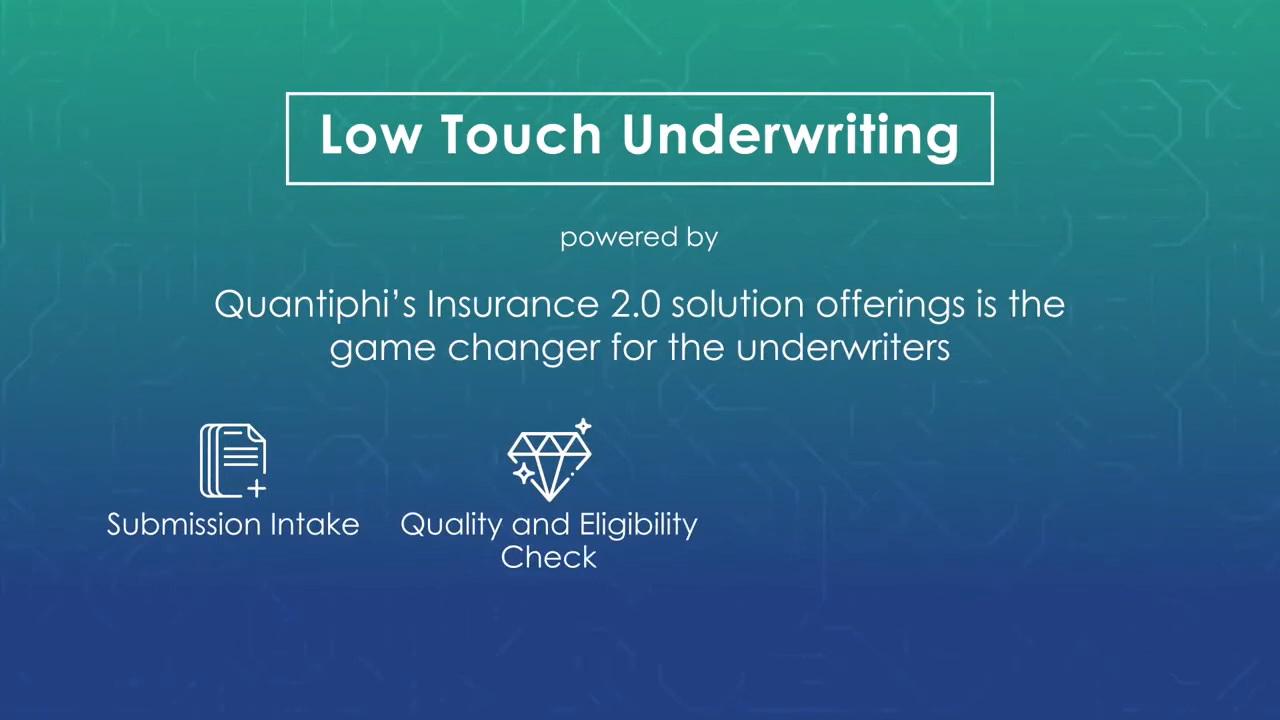 Low Touch Underwriting
powered by
Quantiphi’s Insurance 2.0 solution offerings is the
game changer for the underwriters
Submission Intake
Quality and Eligibility
Check